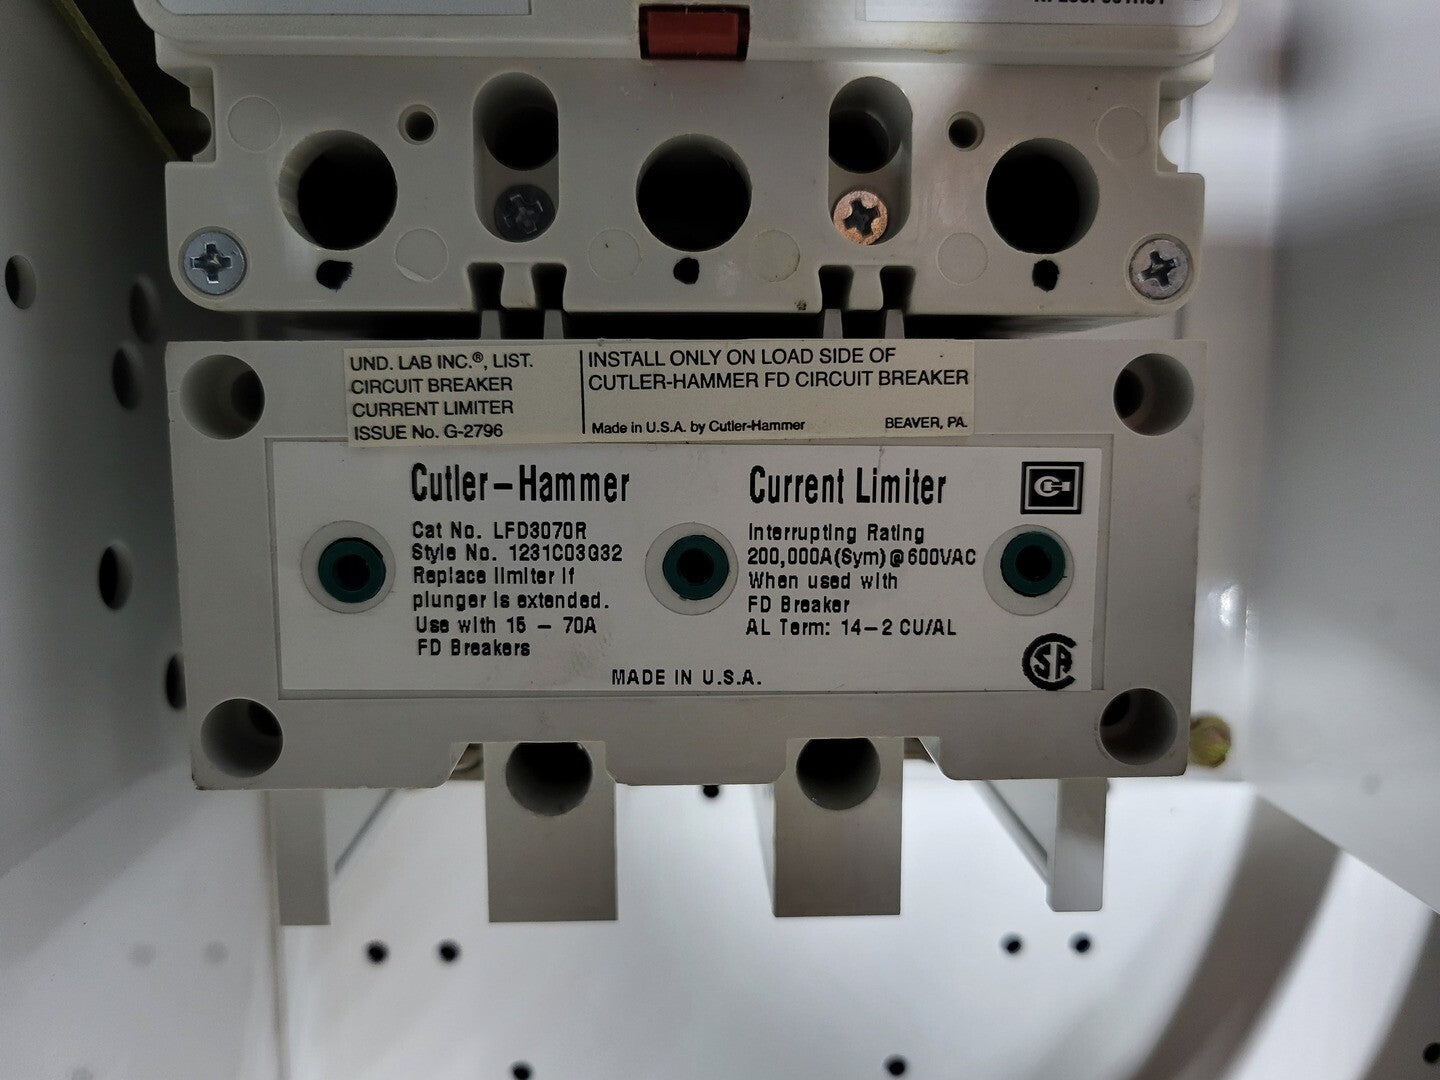 UND. LAB INC.®, LIST.
CIRCUIT BREAKER
CURRENT LIMITER
ISSUE No. G-2796
INSTALL ONLY ON LOAD SIDE OF
CUTLER-HAMMER FD CIRCUIT BREAKER
Made in U.S.A. by Cutler-Hammer
BEAVER, PA.
Cutler-Hammer
Cat No. LFD3070R
Style No. 1231C03G32
Replace limiter if
plunger is extended.
Use with 15 - 70A
FD Breakers
Current Limiter
Interrupting Rating
200,000A(Sym)@600VAC
When used with
FD Breaker
AL Term: 14-2 CU/AL
MADE IN U.S.A.